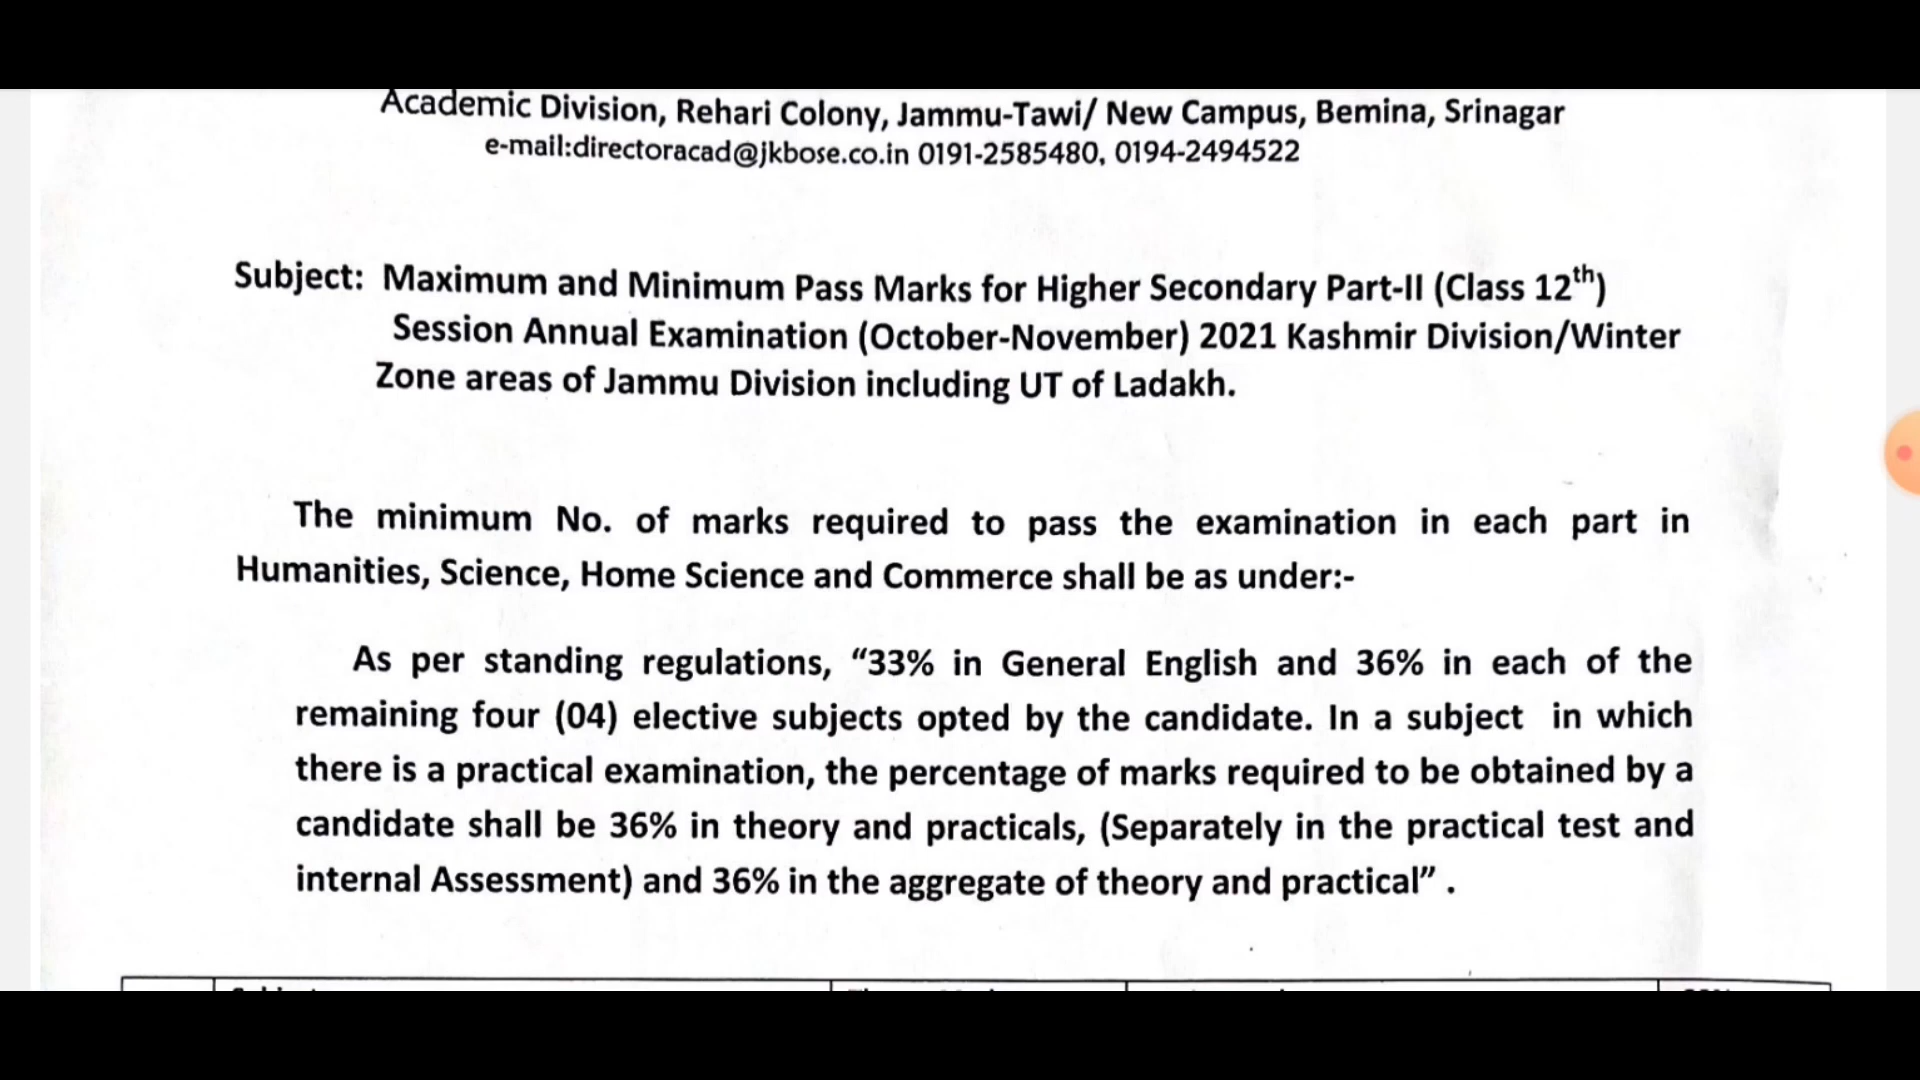 Academic Division, Rehari Colony, Jammu-Tawi/ New Campus, Bemina, Srinagar
e-mail:directoracad@jkbose.co.in 0191-2585480, 0194-2494522
Subject: Maximum and Minimum Pass Marks for Higher Secondary Part-II (Class 12th)
Session Annual Examination (October-November) 2021 Kashmir Division/Winter
Zone areas of Jammu Division including UT of Ladakh.
The minimum No. of marks required to pass the examination in each part in
Humanities, Science, Home Science and Commerce shall be as under:-
As per standing regulations, “33% in General English and 36% in each of the
remaining four (04) elective subjects opted by the candidate. In a subject in which
there is a practical examination, the percentage of marks required to be obtained by a
candidate shall be 36% in theory and practicals, (Separately in the practical test and
internal Assessment) and 36% in the aggregate of theory and practical” .